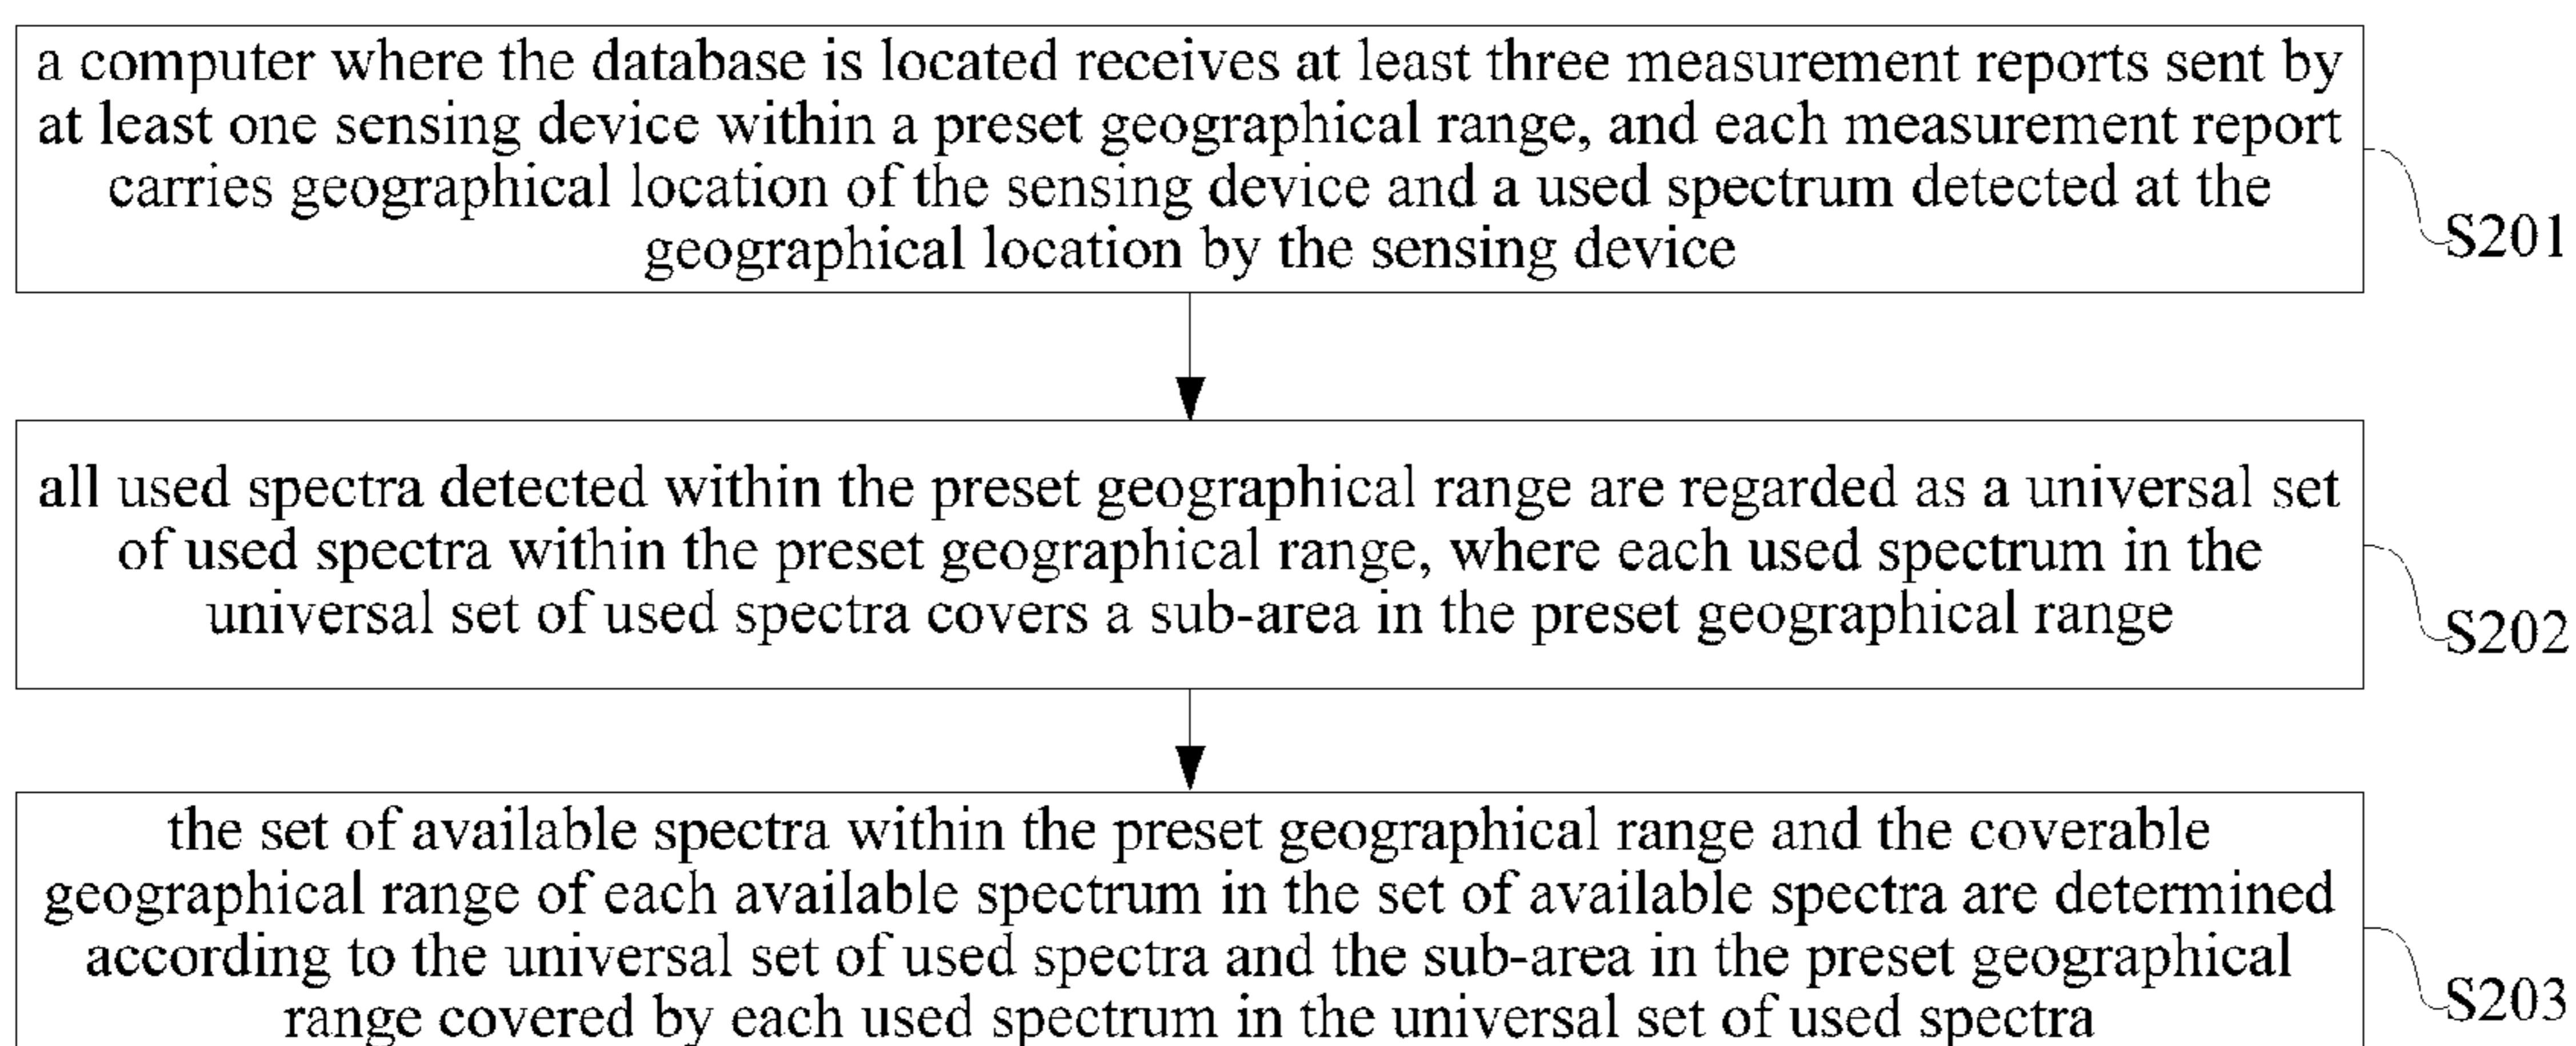 a computer where the database is located receives at least three measurement reports sent by
at least one sensing device within a preset geographical range, and each measurement report
carries geographical location of the sensing device and a used spectrum detected at the
geographical location by the sensing device
S201
all used spectra detected within the preset geographical range are regarded as a universal set
of used spectra within the preset geographical range, where each used spectrum in the
universal set of used spectra covers a sub-area in the preset geographical range
S202
the set of available spectra within the preset geographical range and the coverable
geographical range of each available spectrum in the set of available spectra are determined
according to the universal set of used spectra and the sub-area in the preset geographical
range covered by each used spectrum in the universal set of used spectra
S203